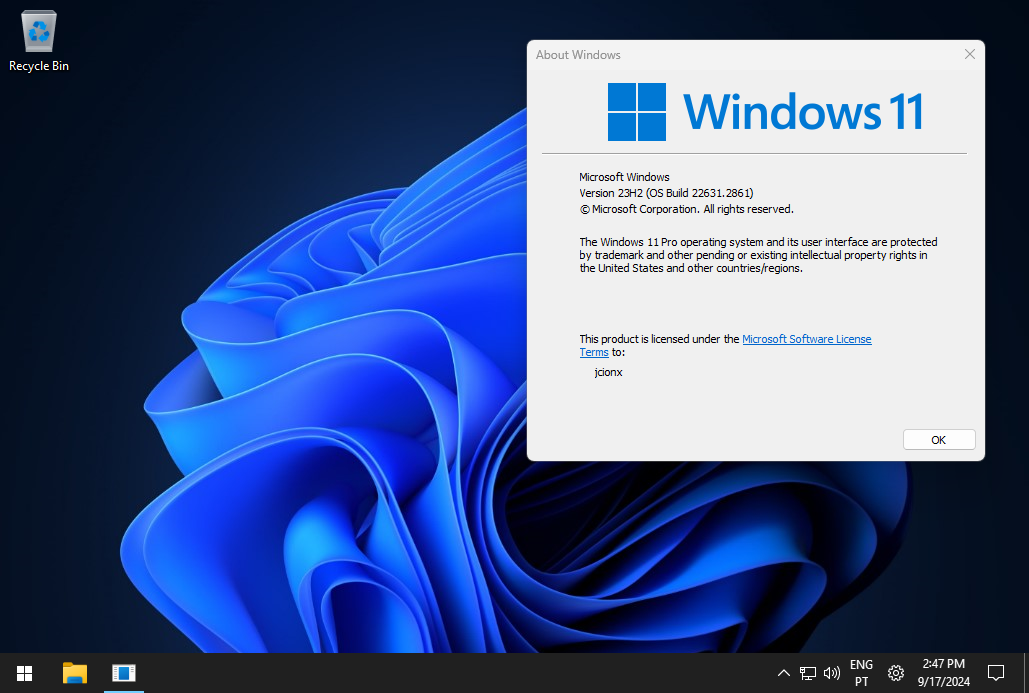 Recycle Bin
About Windows
Windows 11
Microsoft Windows
Version 23H2 (OS Build 22631.2861)
© Microsoft Corporation. All rights reserved.
The Windows 11 Pro operating system and its user interface are protected
by trademark and other pending or existing intellectual property rights in
the United States and other countries/regions.
This product is licensed under the Microsoft Software License
Terms to:
jcionx
OK
ENG
PT
2:47 PM
9/17/2024